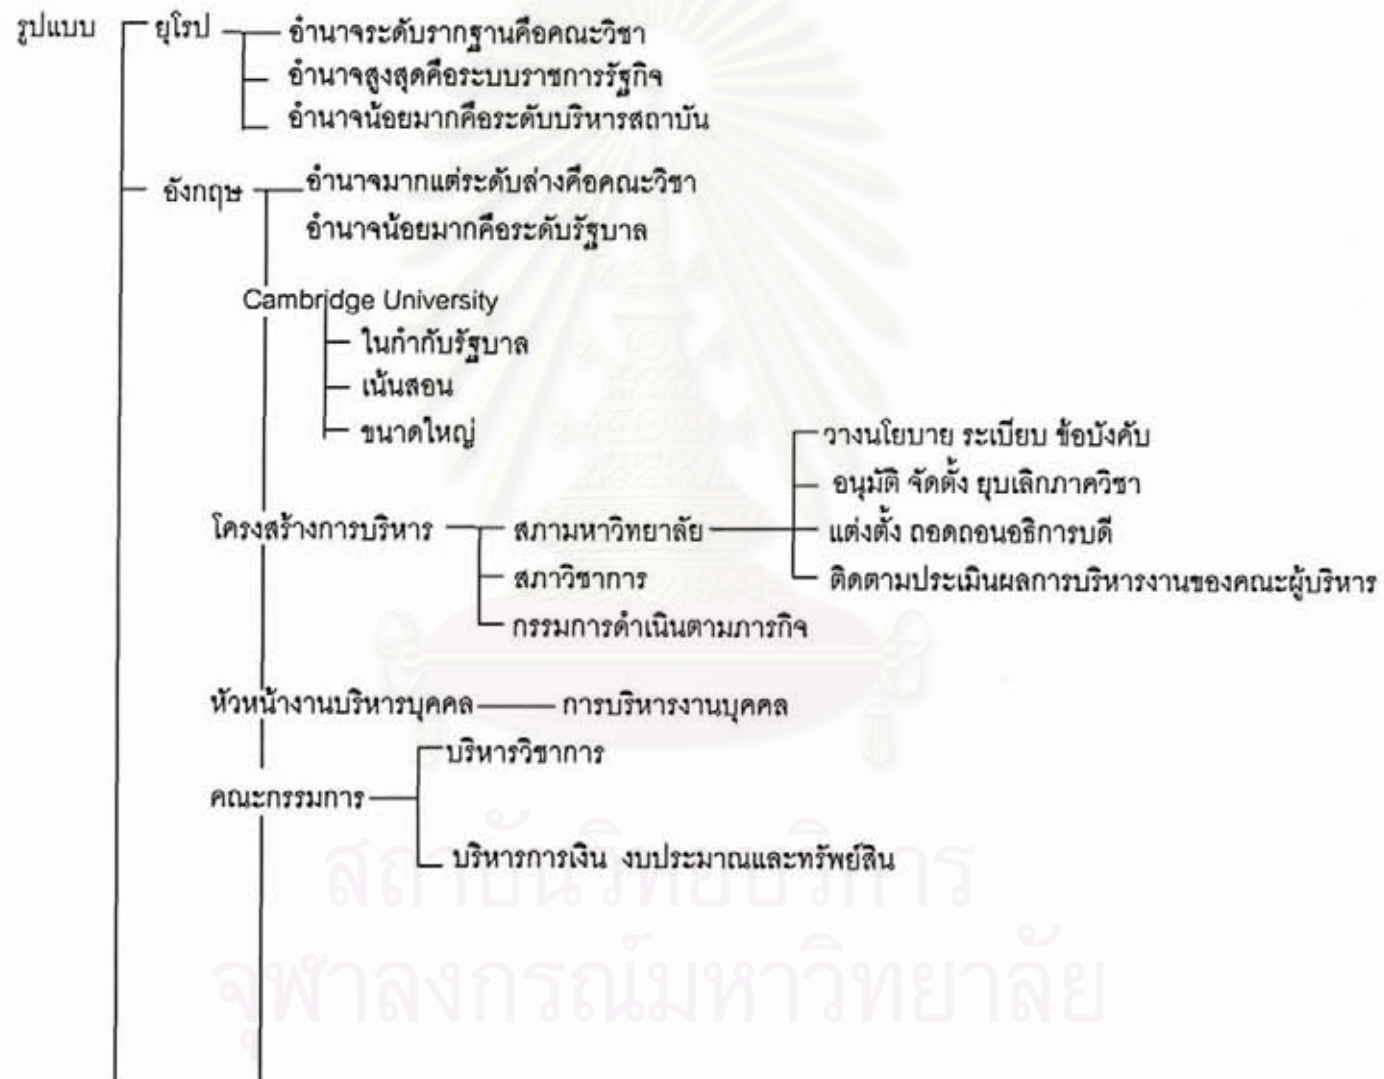 รูปแบบ ยุโรป อำนาจระดับรากฐานคือคณะวิชา
อำนาจสูงสุดคือระบบราชการรัฐกิจ
อำนาจน้อยมากคือระดับบริหารสถาบัน
อังกฤษ อำนาจมากแต่ระดับล่างคือคณะวิชา
อำนาจน้อยมากคือระดับรัฐบาล
Cambridge University
ในกำกับรัฐบาล
เน้นสอน
ขนาดใหญ่
วางนโยบาย ระเบียบ ข้อบังคับ
อนุมัติ จัดตั้ง ยุบเลิกภาควิชา
โครงสร้างการบริหาร สภามหาวิทยาลัย แต่งตั้ง ถอดถอนอธิการบดี
สภาวิชาการ ติดตามประเมินผลการบริหารงานของคณะผู้บริหาร
กรรมการดำเนินตามภารกิจ
หัวหน้างานบริหารบุคคล การบริหารงานบุคคล
บริหารวิชาการ
คณะกรรมการ
บริหารการเงิน งบประมาณและทรัพย์สิน
สถาบันวิทยบริการ
จุฬาลงกรณ์มหาวิทยาลัย